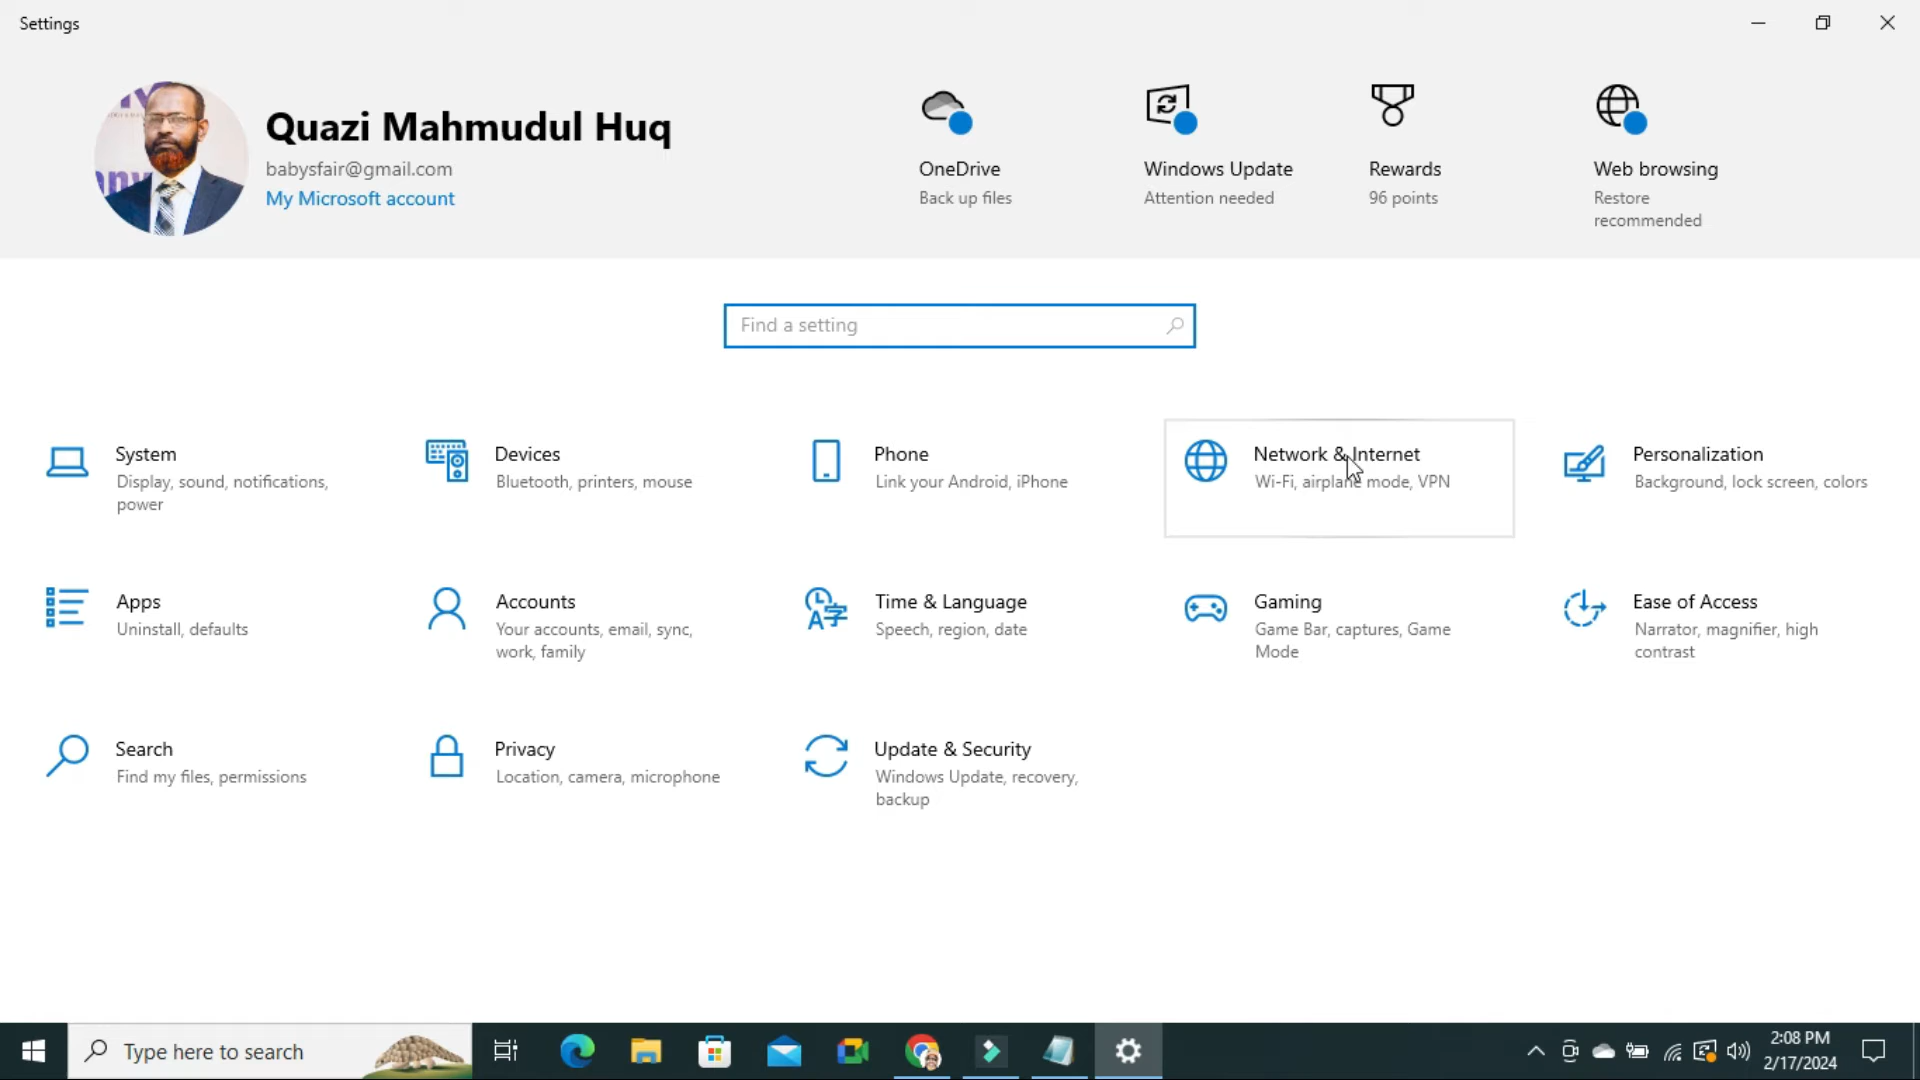 Settings
Quazi Mahmudul Huq
babysfair@gmail.com
My Microsoft account
OneDrive
Back up files
Windows Update
Attention needed
Rewards
96 points
Web browsing
Restore
recommended
Find a setting
System
Display, sound, notifications,
power
Devices
Bluetooth, printers, mouse
Phone
Link your Android, iPhone
Network & Internet
Wi-Fi, airplane mode, VPN
Personalization
Background, lock screen, colors
Apps
Uninstall, defaults
Accounts
Your accounts, email, sync,
work, family
Time & Language
Speech, region, date
Gaming
Game Bar, captures, Game
Mode
Ease of Access
Narrator, magnifier, high
contrast
Search
Find my files, permissions
Privacy
Location, camera, microphone
Update & Security
Windows Update, recovery,
backup
Type here to search
2:08 PM
2/17/2024